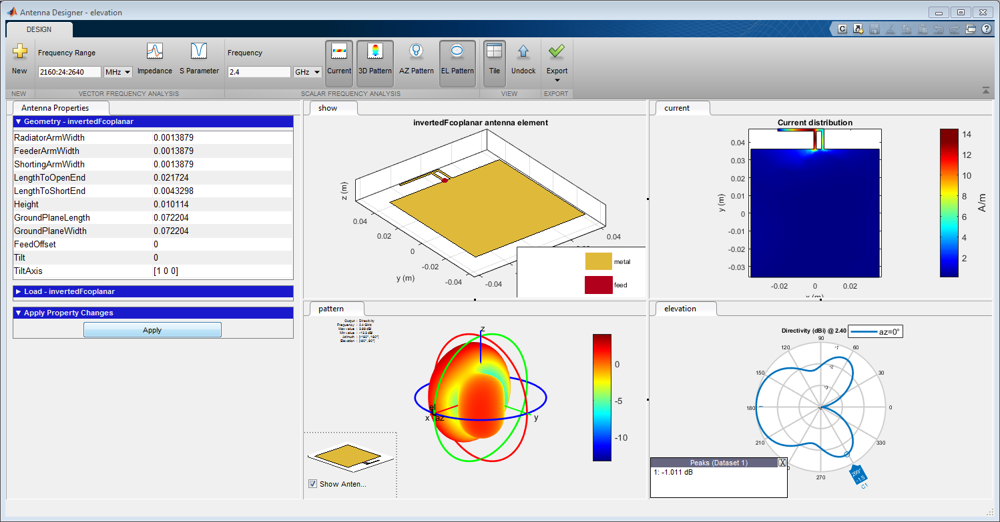 Antenna Designer - elevation
DESIGN
New
Frequency Range
2160:24:2640
MHz
Impedance
S Parameter
Frequency
2.4
GHz
Current
3D Pattern
AZ Pattern
EL Pattern
Tile
Undock
Export
NEW
VECTOR FREQUENCY ANALYSIS
SCALAR FREQUENCY ANALYSIS
VIEW
EXPORT
Antenna Properties
Geometry - invertedFcoplanar
RadiatorArmWidth 0.0013879
FeederArmWidth 0.0013879
ShortingArmWidth 0.0013879
LengthToOpenEnd 0.021724
LengthToShortEnd 0.0043298
Height 0.010114
GroundPlaneLength 0.072204
GroundPlaneWidth 0.072204
FeedOffset 0
Tilt 0
TiltAxis [1 0 0]
Load - invertedFcoplanar
Apply Property Changes
Apply
show
invertedFcoplanar antenna element
z (m)
0.04
0.02
0
-0.02
-0.04
y (m)
-0.04
0.04
metal
feed
current
Current distribution
0.04
0.03
0.02
0.01
0
-0.01
-0.02
-0.03
y (m)
-0.02 0 0.02
14
12
10
8
6
4
2
A/m
pattern
Output : Directivity
Frequency : 2.4 GHz
Max value : 3.98 dBi
Min value : -13.3 dBi
Azimuth : [-180°, 180°]
Elevation : [-90°, 90°]
z
el
x az
y
0
-5
-10
Show Anten...
elevation
Directivity (dBi) @ 2.40
az=0°
90
120
60
150
30
180
0
210
330
270
-1
-2
-3
299°
-1.5
C1
Peaks (Dataset 1)
X
1: -1.011 dB